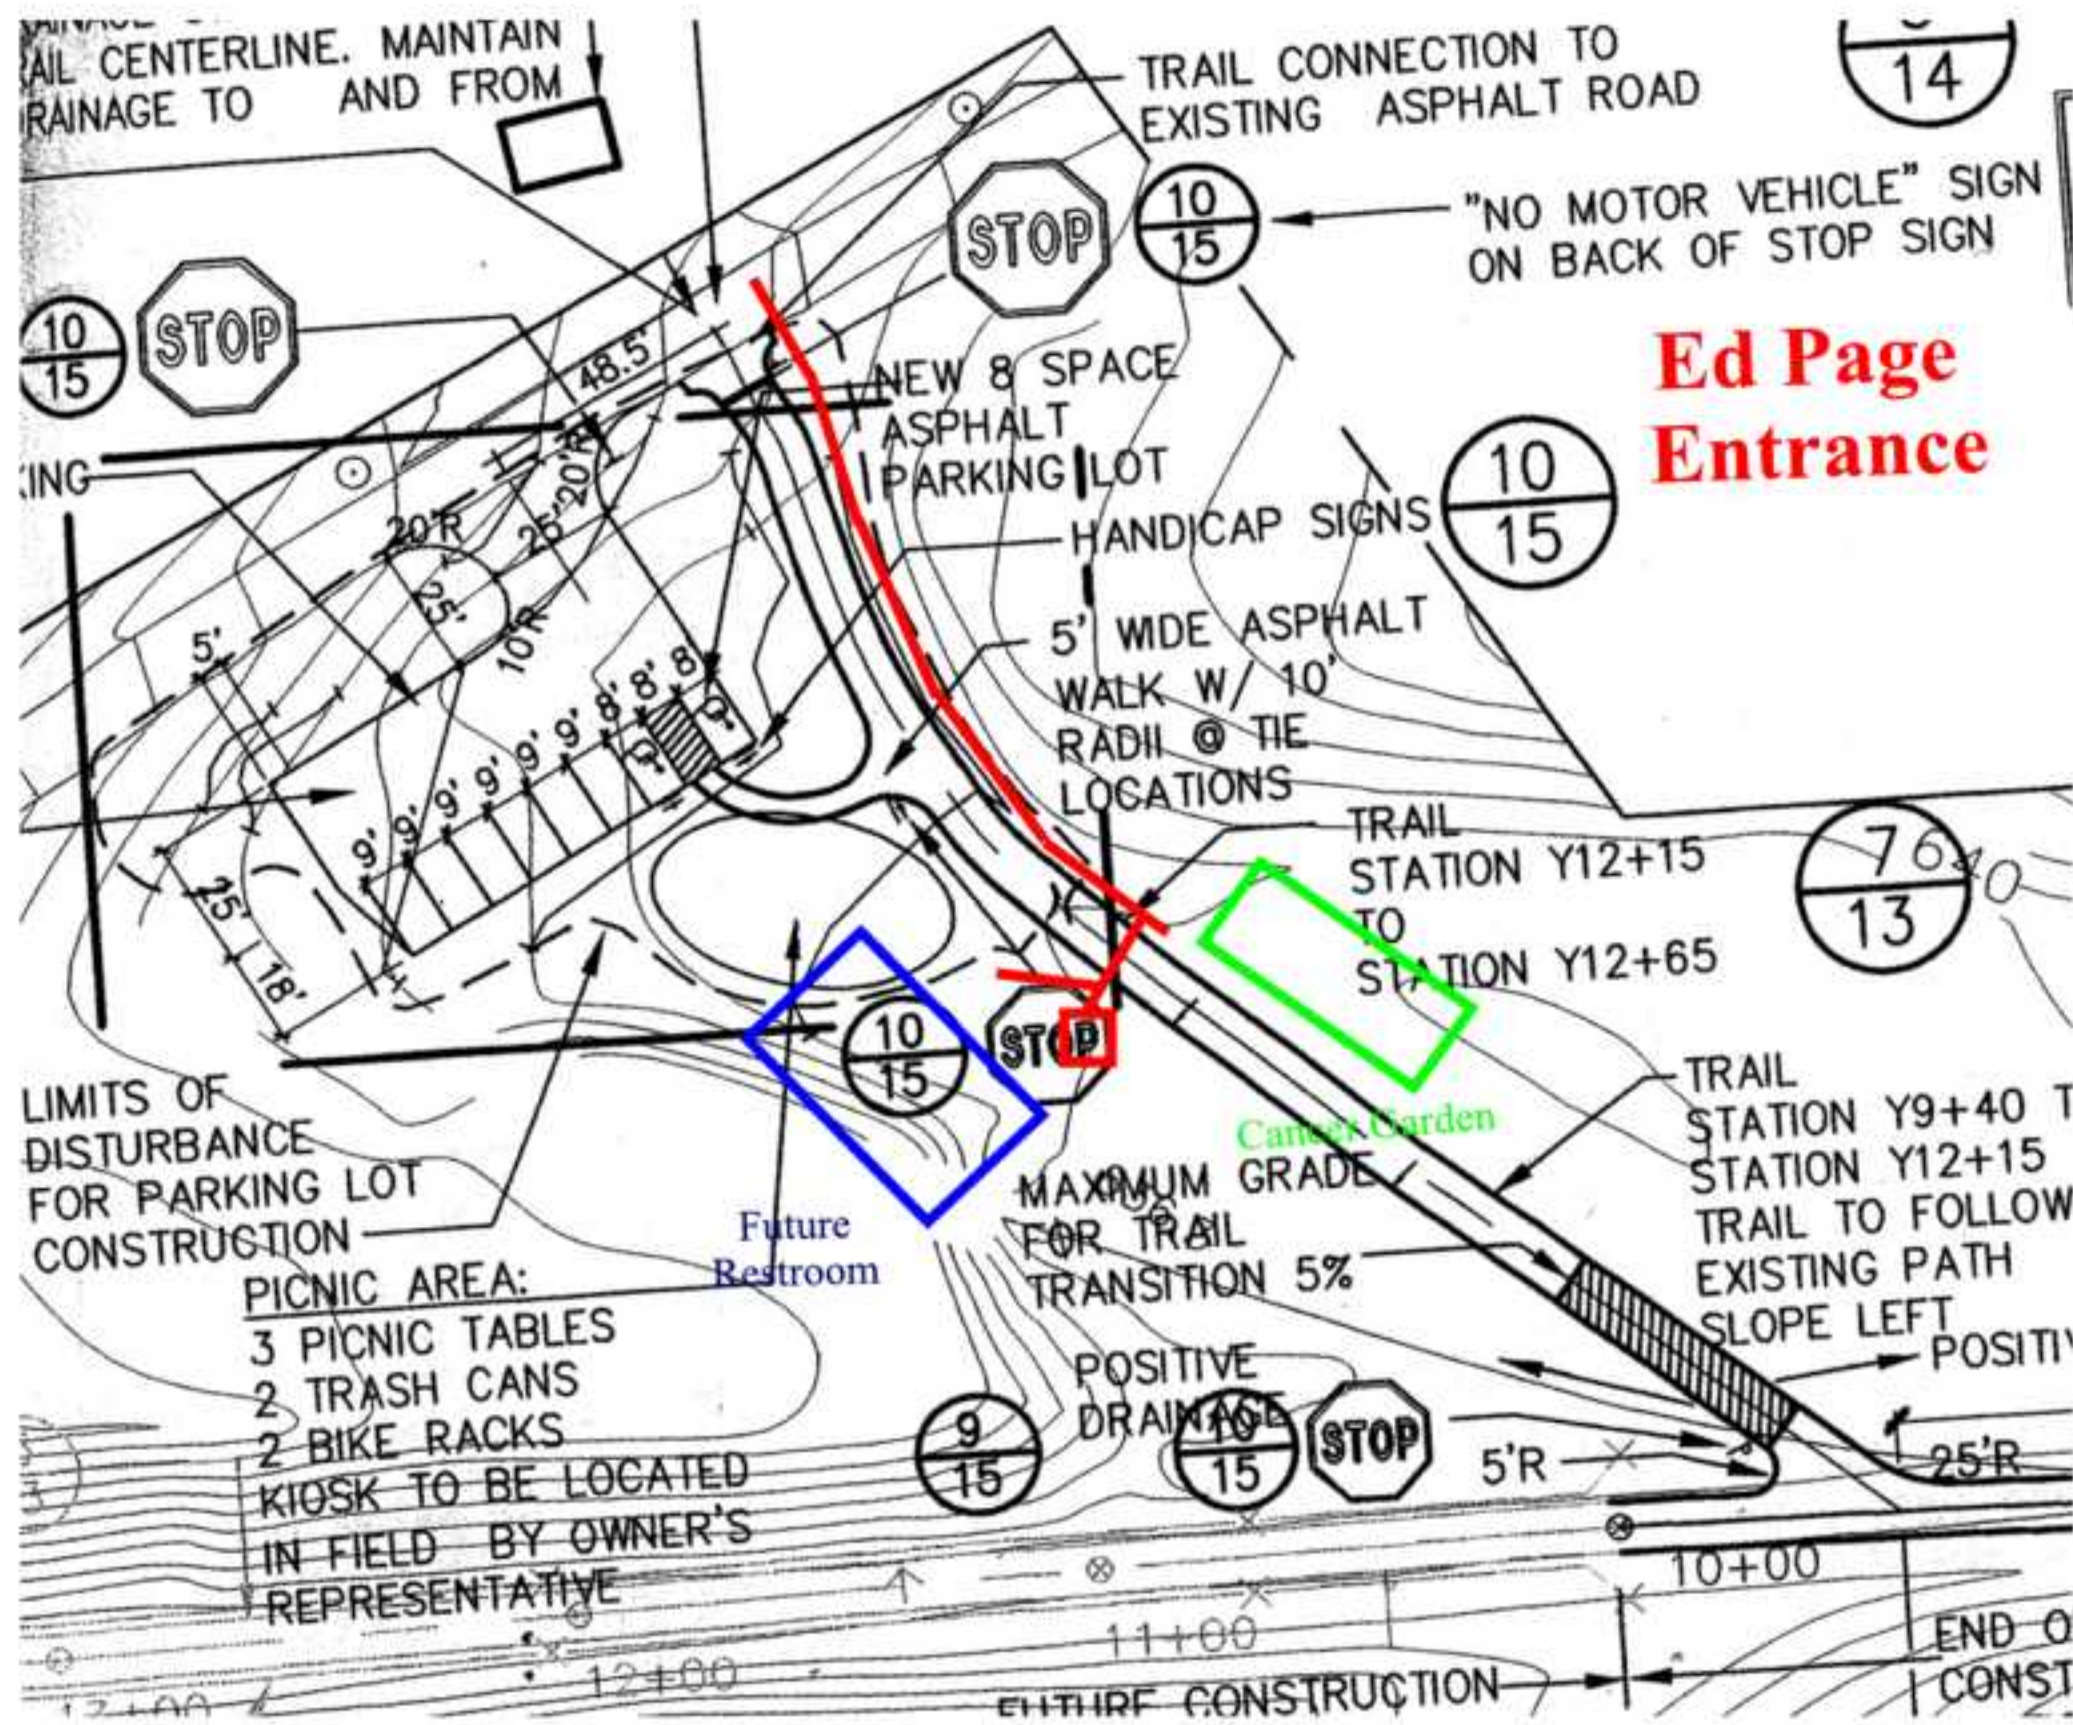 AIL CENTERLINE. MAINTAIN
RAINAGE TO AND FROM
TRAIL CONNECTION TO
EXISTING ASPHALT ROAD
14
STOP
10
15
"NO MOTOR VEHICLE" SIGN
ON BACK OF STOP SIGN
10
15
STOP
48.5'
Ed Page
Entrance
NEW 8 SPACE
ASPHALT
PARKING LOT
KING
20'R
25'
20'R
25'
10'R
HANDICAP SIGNS
10
15
5'
5' WIDE ASPHALT
WALK W/ 10'
RADII @ TIE
LOCATIONS
9' 9' 9' 9' 9' 9' 8' 8' 8'
25' 18'
TRAIL
STATION Y12+15
TO
STATION Y12+65
7
13
640
10
15
STOP
LIMITS OF
DISTURBANCE
FOR PARKING LOT
CONSTRUCTION
Cancer Garden
Future
Restroom
MAXIMUM GRADE
FOR TRAIL
TRANSITION 5%
TRAIL
STATION Y9+40 T
STATION Y12+15
TRAIL TO FOLLOW
EXISTING PATH
SLOPE LEFT
POSITIV
PICNIC AREA:
3 PICNIC TABLES
2 TRASH CANS
2 BIKE RACKS
KIOSK TO BE LOCATED
IN FIELD BY OWNER'S
REPRESENTATIVE
POSITIVE
DRAINAGE
9
15
10
15
STOP
5'R
25'R
10+00
11+00
12+00
13+00
FUTURE CONSTRUCTION
END O
CONST